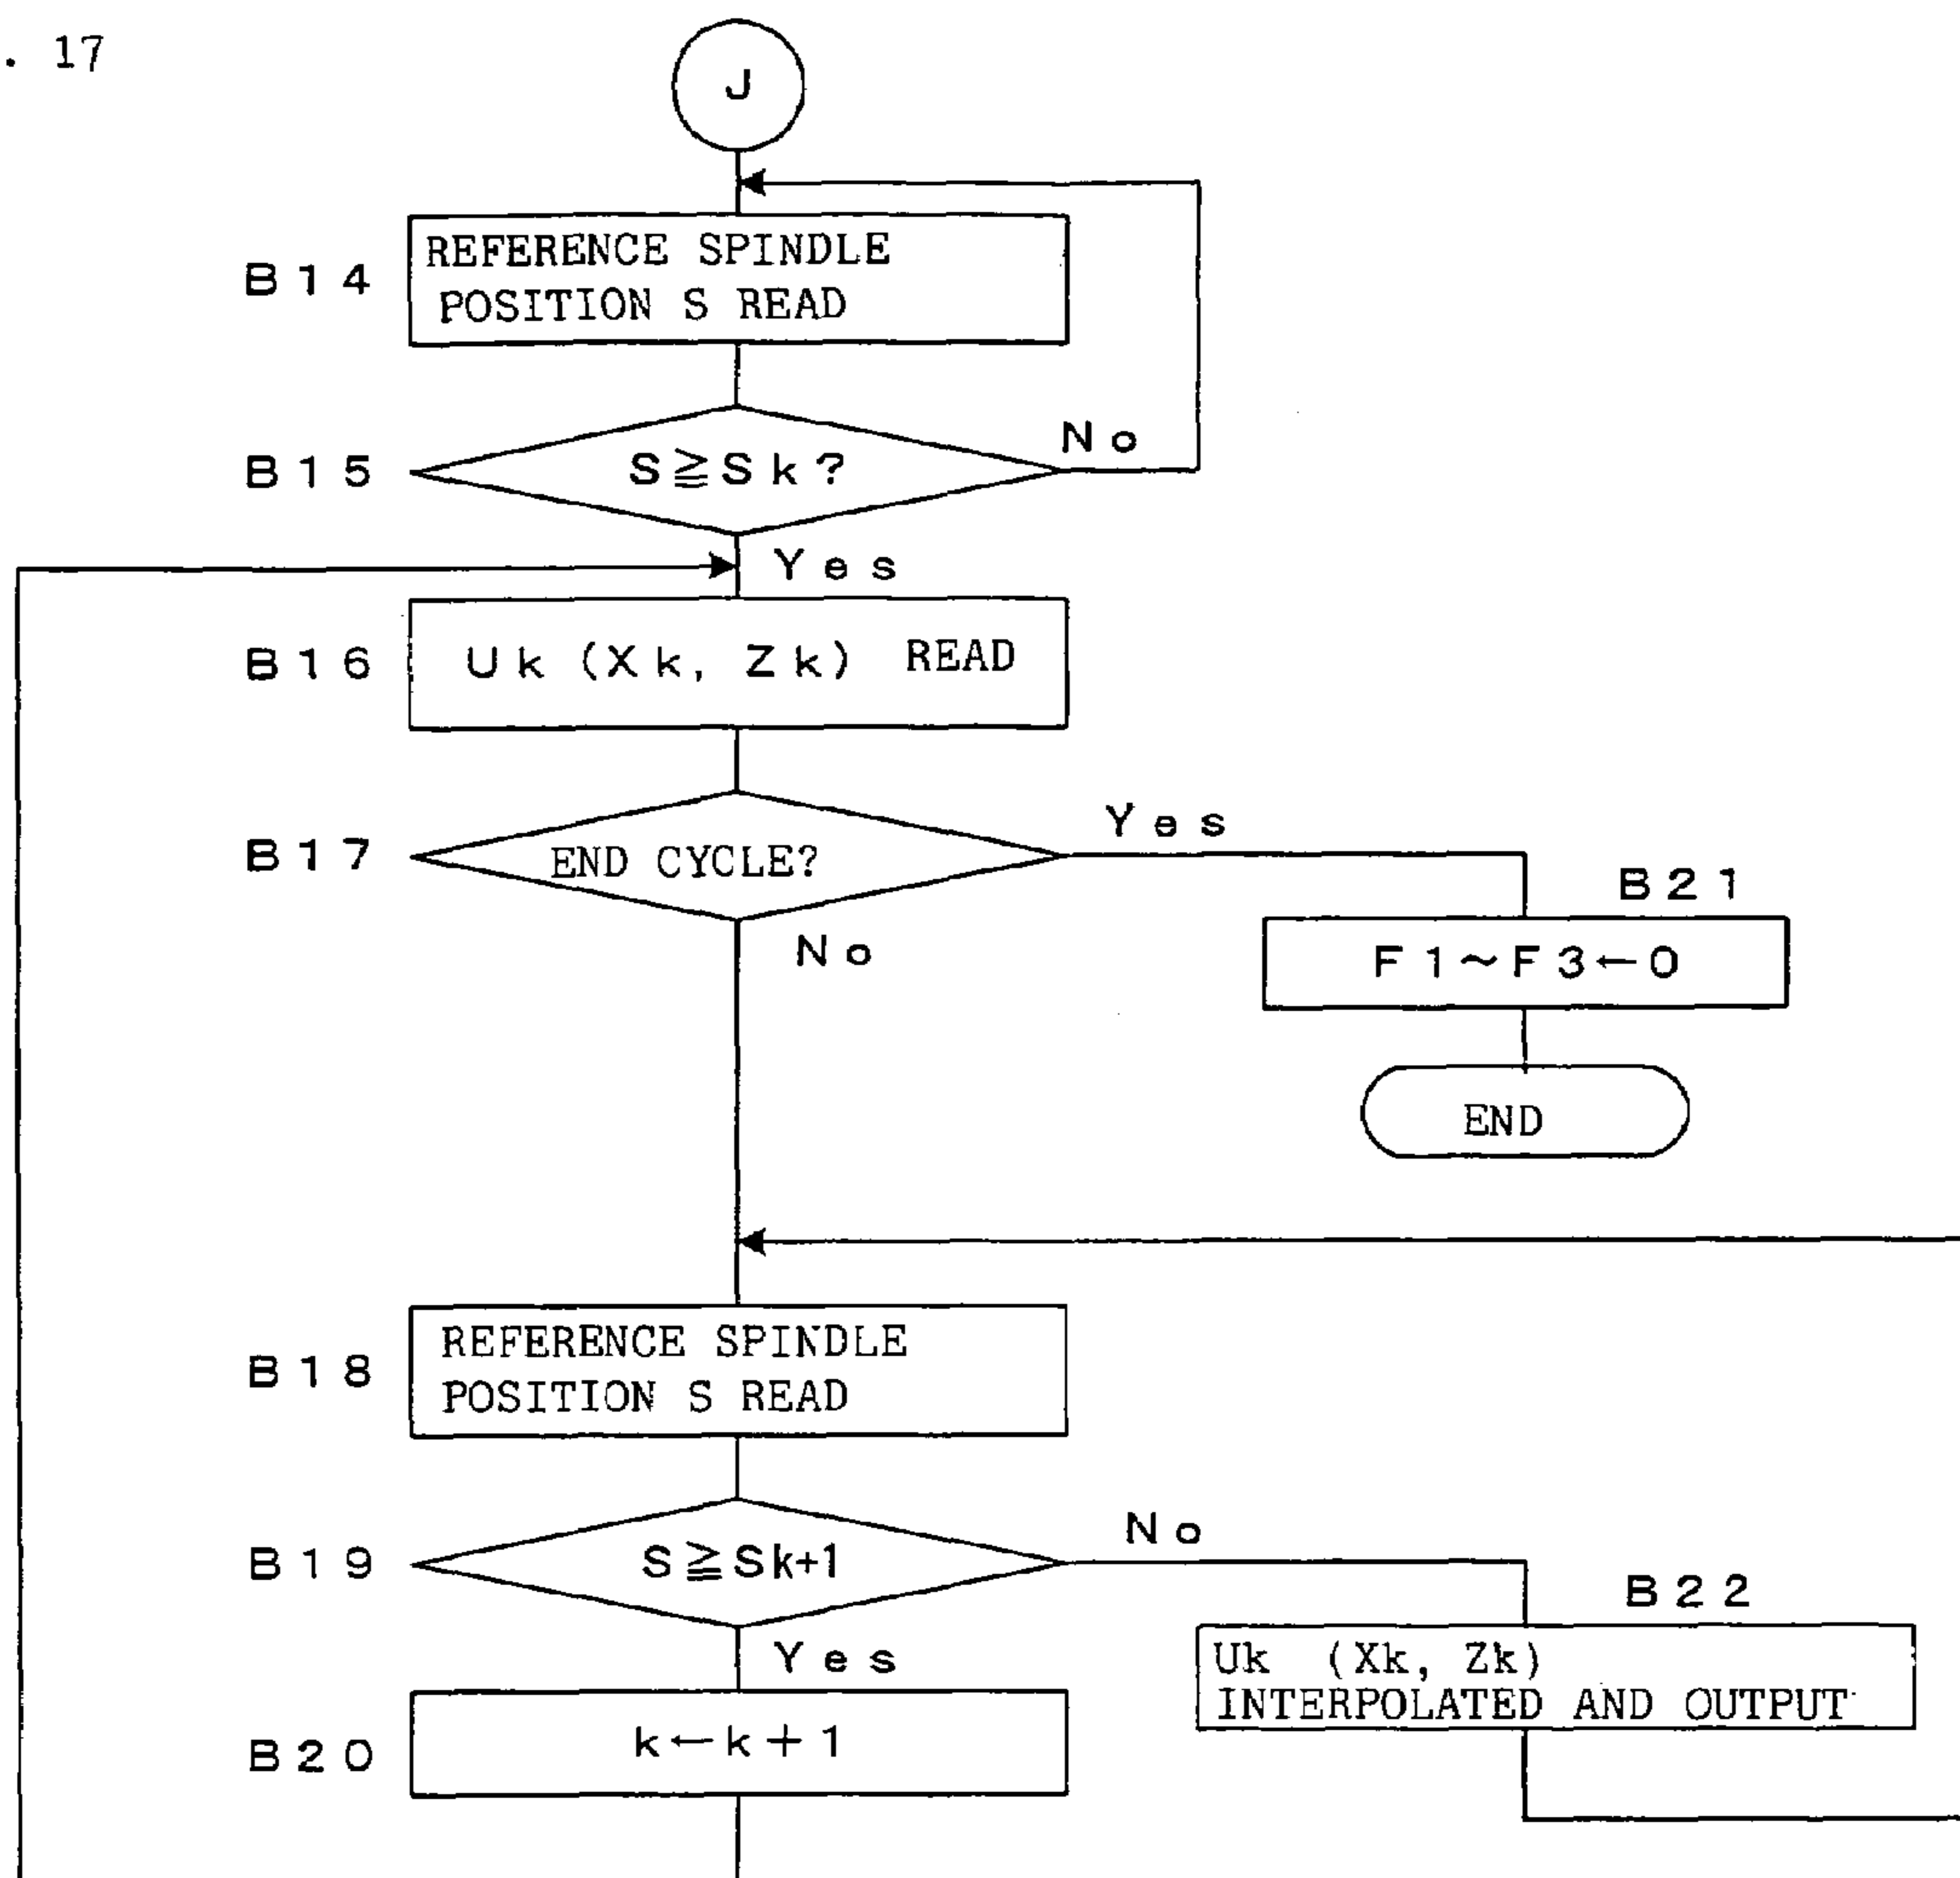 . 17
J
B14
REFERENCE SPINDLE
POSITION S READ
B15
S≧Sk?
No
Yes
B16
Uk (Xk, Zk) READ
B17
END CYCLE?
Yes
No
B21
F1~F3←0
END
B18
REFERENCE SPINDLE
POSITION S READ
B19
S≧Sk+1
No
Yes
B22
Uk (Xk, Zk)
INTERPOLATED AND OUTPUT
B20
k←k+1